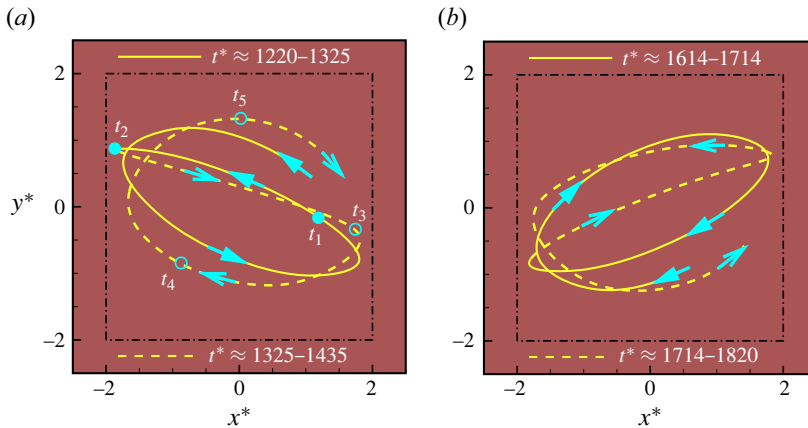 (a)
(b)
t* ≈ 1220–1325
t* ≈ 1614–1714
2
2
t5
t2
y*
0
0
t3
t1
t4
–2
–2
t* ≈ 1325–1435
t* ≈ 1714–1820
–2
0
2
–2
0
2
x*
x*